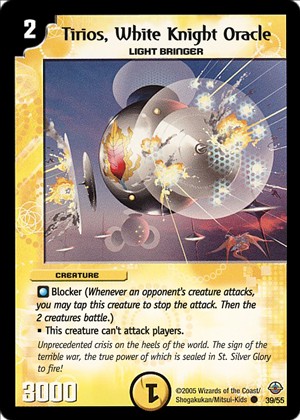 2
Tirios, White Knight Oracle
LIGHT BRINGER
CREATURE
Blocker (Whenever an opponent's creature attacks,
you may tap this creature to stop the attack. Then the
2 creatures battle.)
▪ This creature can't attack players.
Unprecedented crisis on the heels of the world. The sign of the
terrible war, the true power of which is sealed in St. Silver Glory
to fire!
3000
1
©2005 Wizards of the Coast/
Shogakukan/Mitsui-Kids ● 39/55